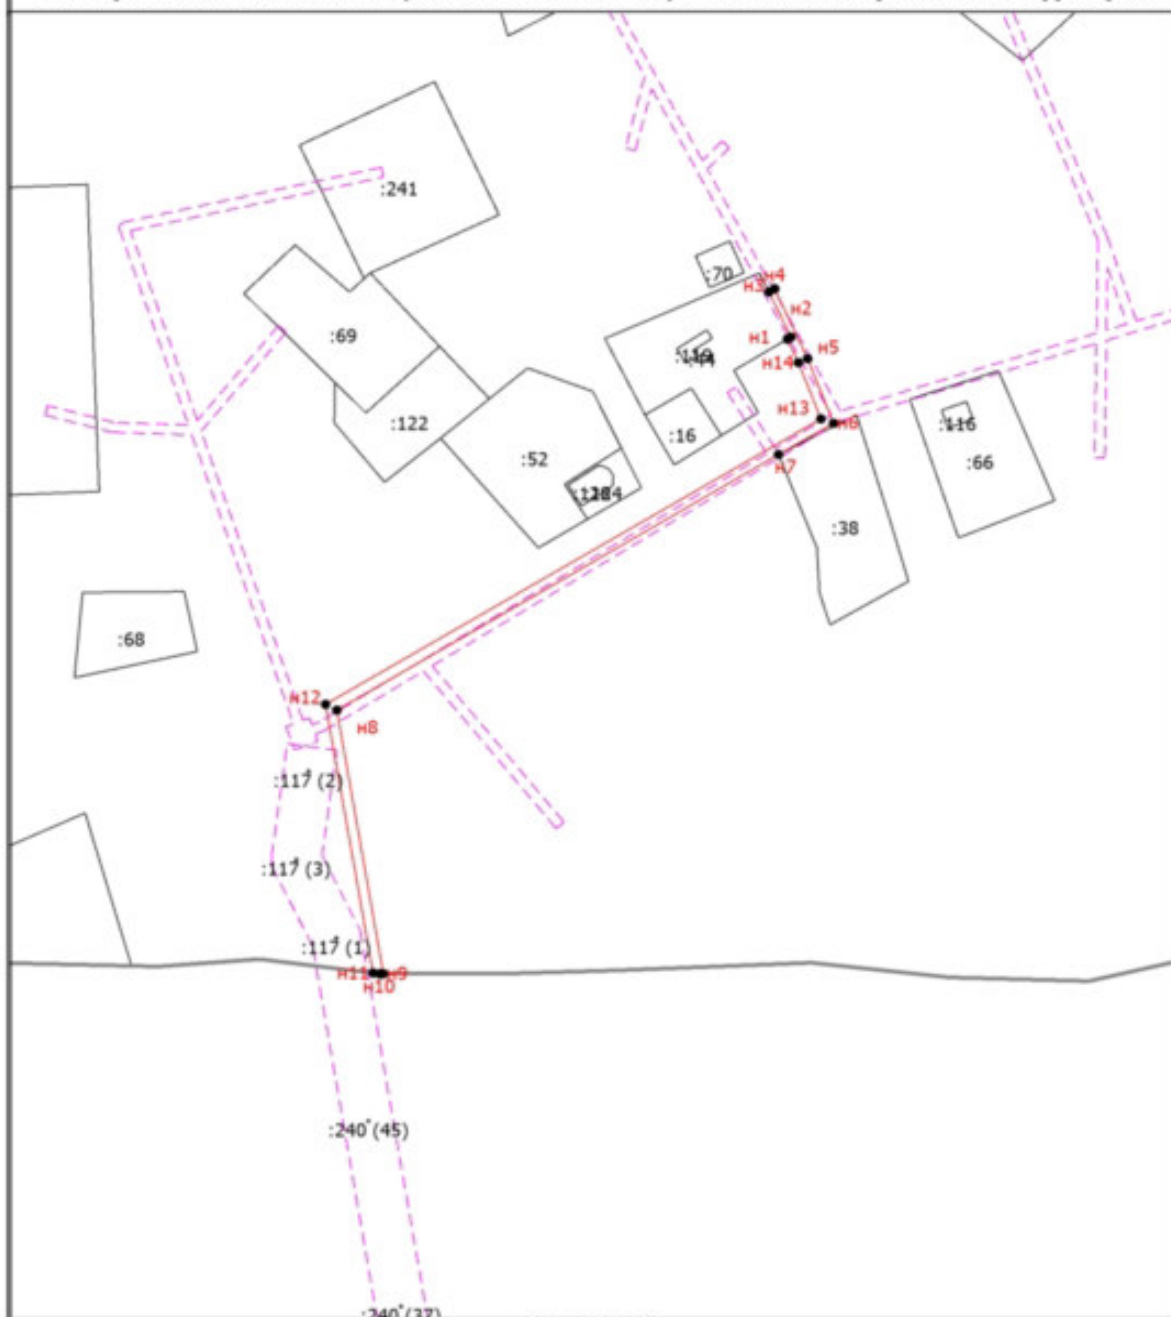 :241
:70
н4
н3
н2
:69
н1
н5
н14
н13
:122
н6
:116
:16
:52
н7
:66
:38
:68
н12
н8
:117 (2)
:117 (3)
:117 (1)
н11
н9
н10
:240 (45)
:240 (37)